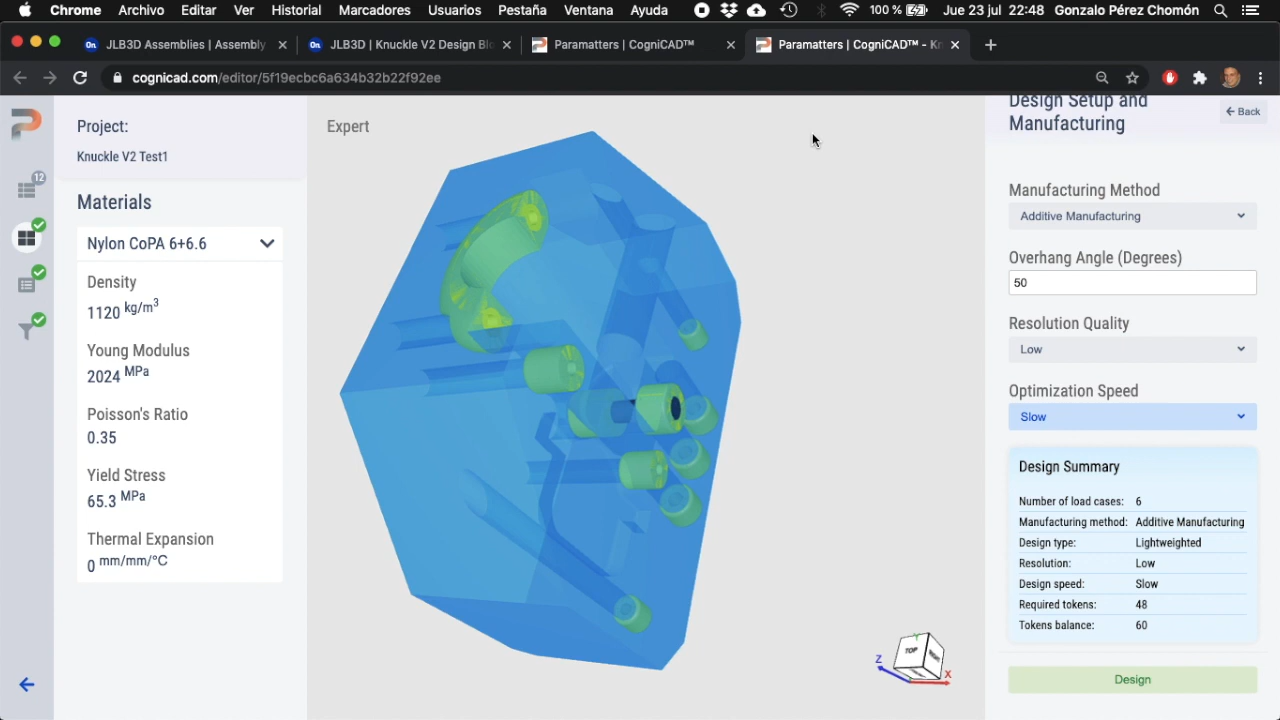 Chrome Archivo Editar Ver Historial Marcadores Usuarios Pestaña Ventana Ayuda 100 % Jue 23 jul 22:48 Gonzalo Pérez Chomón
JLB3D Assemblies | Assembly
JLB3D | Knuckle V2 Design Blo
Paramatters | CogniCAD™
Paramatters | CogniCAD™ - Kn
cognicad.com/editor/5f19ecbc6a634b32b22f92ee
12
Project:
Knuckle V2 Test1
Materials
Nylon CoPA 6+6.6
Density
1120 kg/m³
Young Modulus
2024 MPa
Poisson's Ratio
0.35
Yield Stress
65.3 MPa
Thermal Expansion
0 mm/mm/°C
Expert
Y
TOP
Z
X
Design Setup and
Manufacturing
Back
Manufacturing Method
Additive Manufacturing
Overhang Angle (Degrees)
50
Resolution Quality
Low
Optimization Speed
Slow
Design Summary
Number of load cases: 6
Manufacturing method: Additive Manufacturing
Design type: Lightweighted
Resolution: Low
Design speed: Slow
Required tokens: 48
Tokens balance: 60
Design